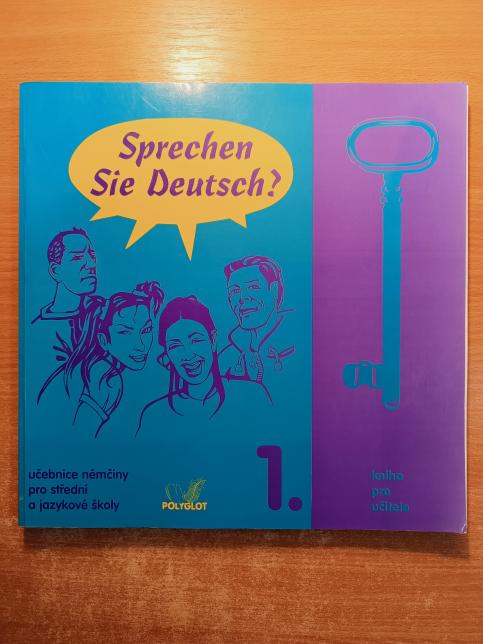 Sprechen
Sie Deutsch?
učebnice němčiny
pro střední
a jazykové školy
POLYGLOT
1.
kniha
pro
učitele